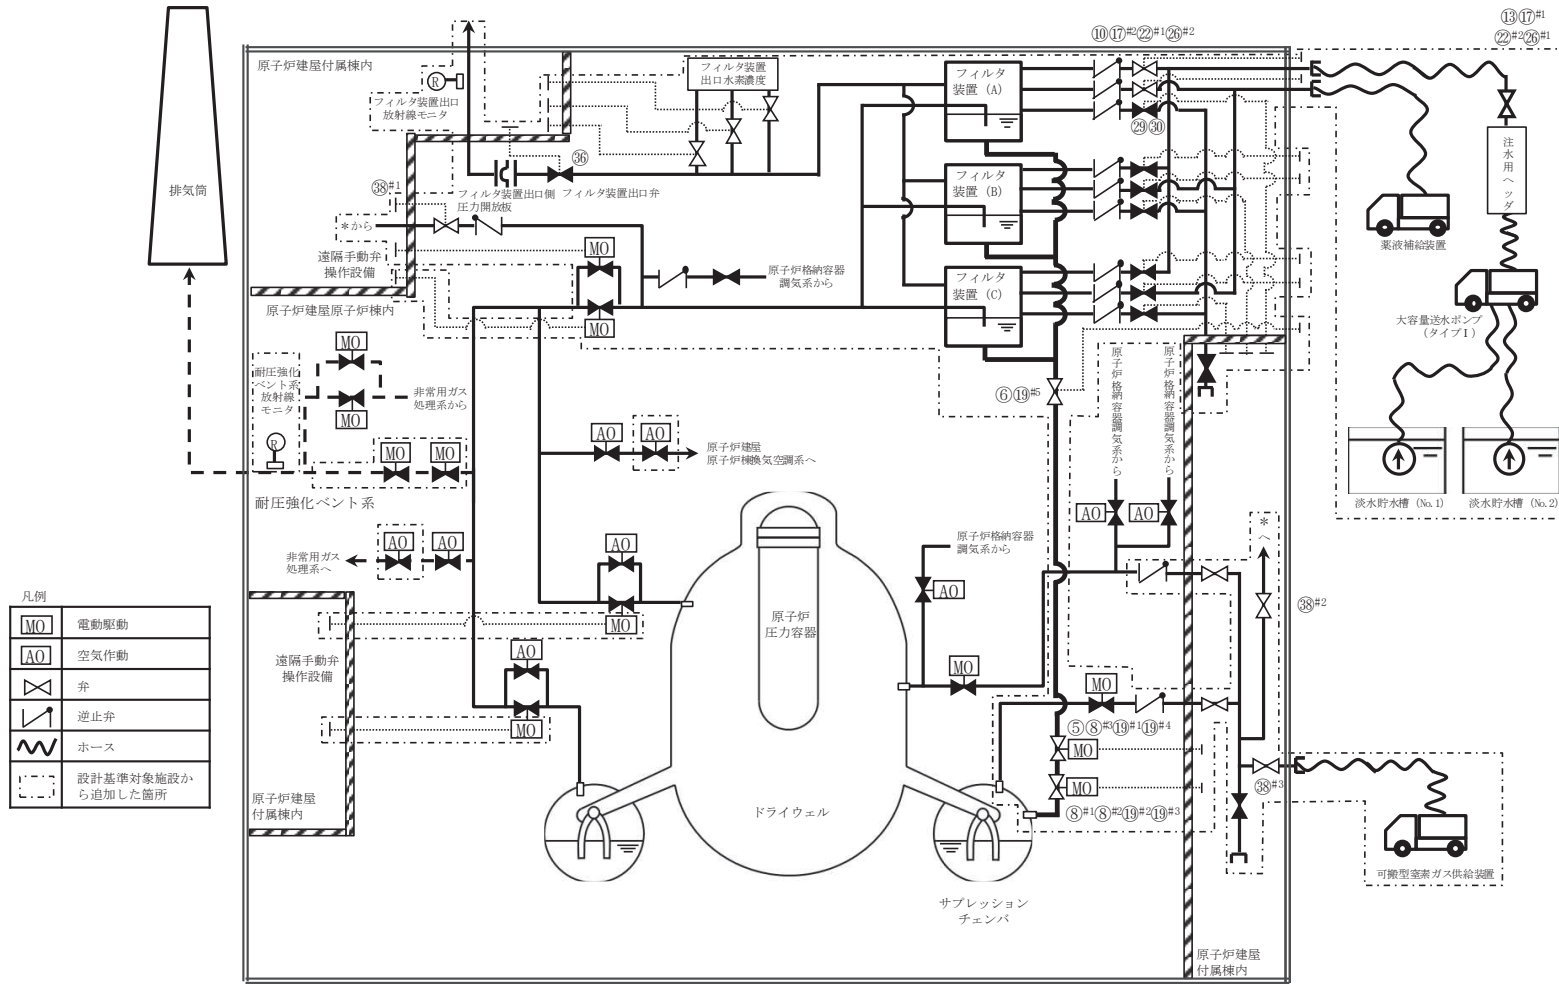 ⑩⑰#2㉒#1㉖#2
⑬⑰#1
㉒#2㉖#1
原子炉建屋付属棟内
R
フィルタ装置出口
放射線モニタ
フィルタ装置
出口水素濃度
フィルタ
装置（A）
㉙㉚
㊱
フィルタ装置出口側
圧力開放板
フィルタ装置出口弁
㊳#1
＊から
遠隔手動弁
操作設備
MO
MO
原子炉格納容器
調気系から
フィルタ
装置（B）
フィルタ
装置（C）
注水用ヘッダ
薬液補給装置
大容量送水ポンプ
（タイプⅠ）
淡水貯水槽（No.1）
淡水貯水槽（No.2）
排気筒
原子炉建屋原子炉棟内
MO
MO
耐圧強化
ベント系
放射線
モニタ
R
非常用ガス
処理系から
MO
MO
耐圧強化ベント系
AO
AO
原子炉建屋
原子炉棟換気空調系へ
⑥⑲#5
原子炉格納容器調気系から
原子炉格納容器調気系から
AO
AO
＊へ
非常用ガス
処理系へ
AO
AO
AO
MO
原子炉格納容器
調気系から
AO
㊳#2
原子炉
圧力容器
遠隔手動弁
操作設備
AO
MO
MO
MO
⑤⑧#3⑲#1⑲#4
MO
MO
⑧#1⑧#2⑲#2⑲#3
㊳#3
ドライウェル
サプレッション
チェンバ
原子炉建屋
付属棟内
原子炉建屋
付属棟内
可搬型窒素ガス供給装置
凡例
MO 電動駆動
AO 空気作動
弁
逆止弁
ホース
設計基準対象施設か
ら追加した箇所